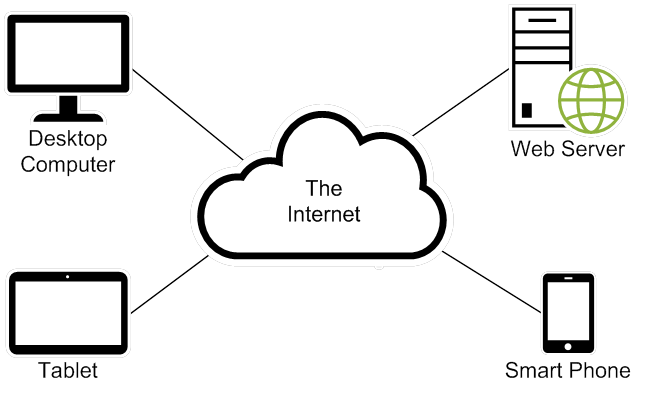 Desktop
Computer
Web Server
The
Internet
Tablet
Smart Phone